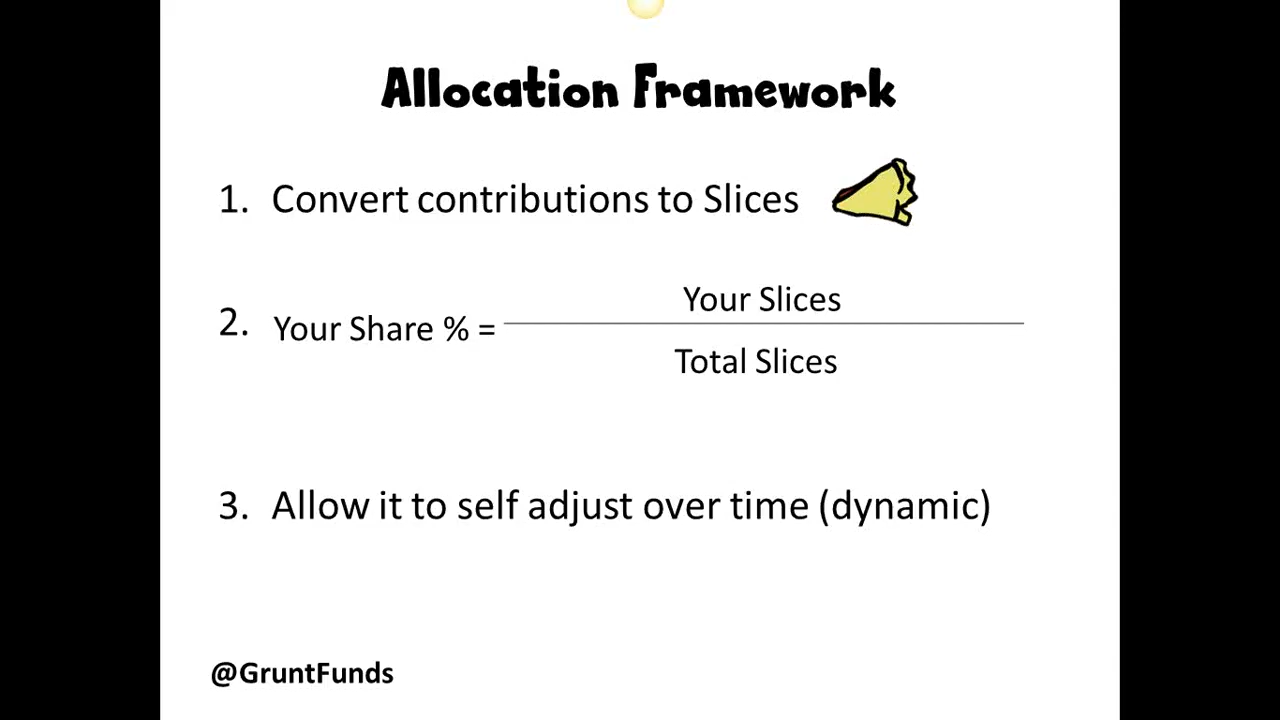 Allocation Framework
1. Convert contributions to Slices
Your Slices
2. Your Share % =
Total Slices
3. Allow it to self adjust over time (dynamic)
@GruntFunds